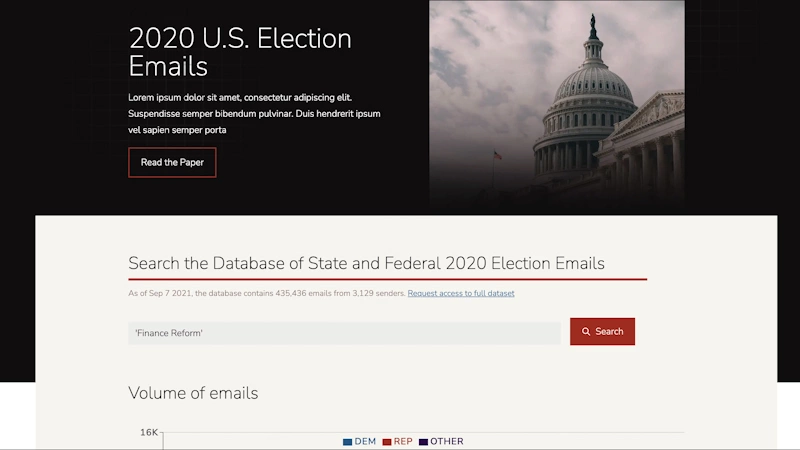 2020 U.S. Election
Emails
Lorem ipsum dolor sit amet, consectetur adipiscing elit.
Suspendisse semper bibendum pulvinar. Duis hendrerit ipsum
vel sapien semper porta
Read the Paper
Search the Database of State and Federal 2020 Election Emails
As of Sep 7 2021, the database contains 435,436 emails from 3,129 senders. Request access to full dataset
'Finance Reform'
Search
Volume of emails
16K
DEM REP OTHER